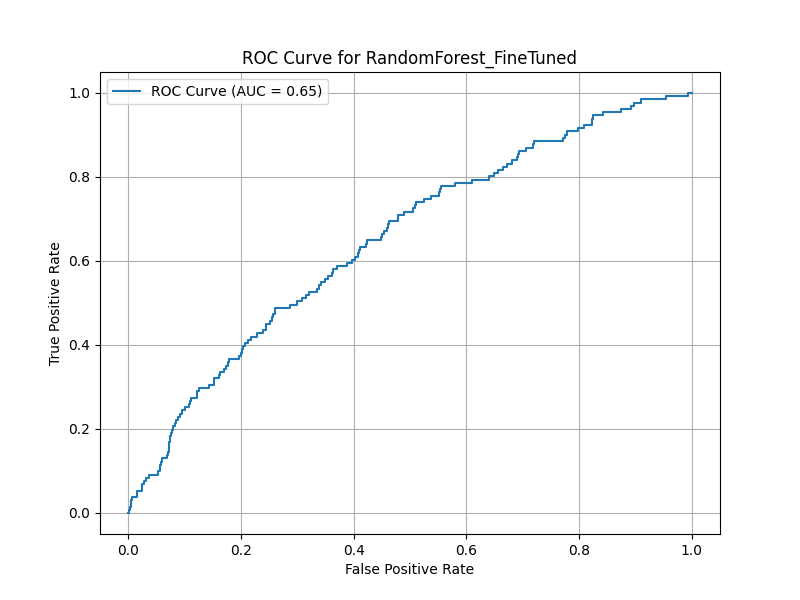 ROC Curve for RandomForest_FineTuned
ROC Curve (AUC = 0.65)
1.0
0.8
0.6
0.4
0.2
0.0
True Positive Rate
0.0 0.2 0.4 0.6 0.8 1.0
False Positive Rate